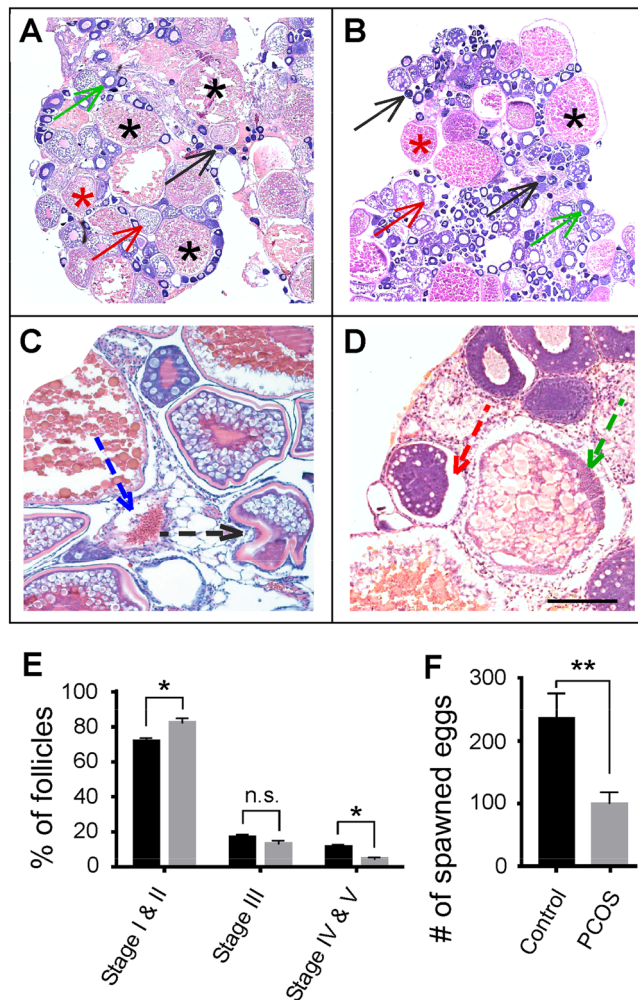 A
B
C
D
E
% of follicles
100
80
60
40
20
0
*
n.s.
*
Stage I & II
Stage III
Stage IV & V
F
# of spawned eggs
300
200
100
0
**
Control
PCOS